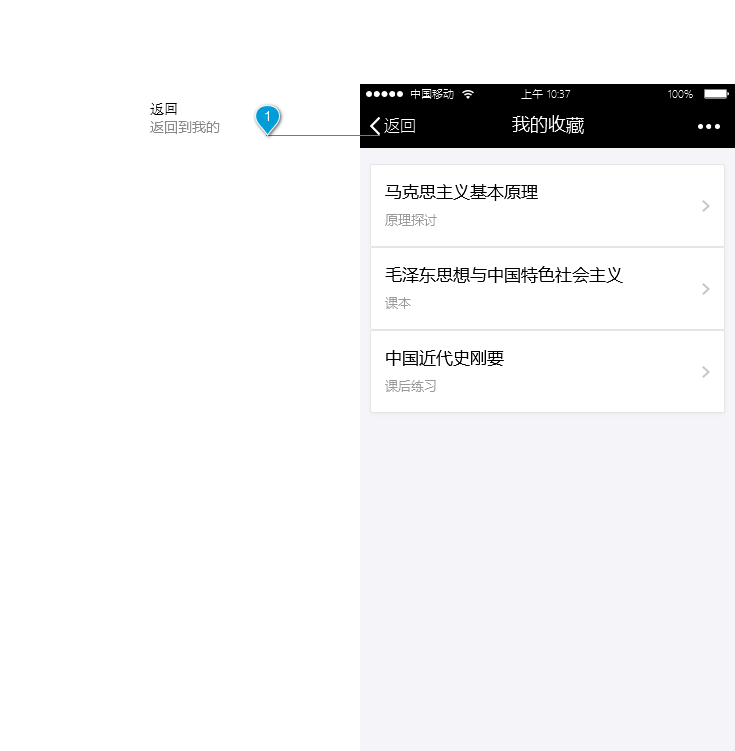 返回
返回到我的
1
中国移动
上午 10:37
100%
返回
我的收藏
马克思主义基本原理
原理探讨
毛泽东思想与中国特色社会主义
课本
中国近代史刚要
课后练习